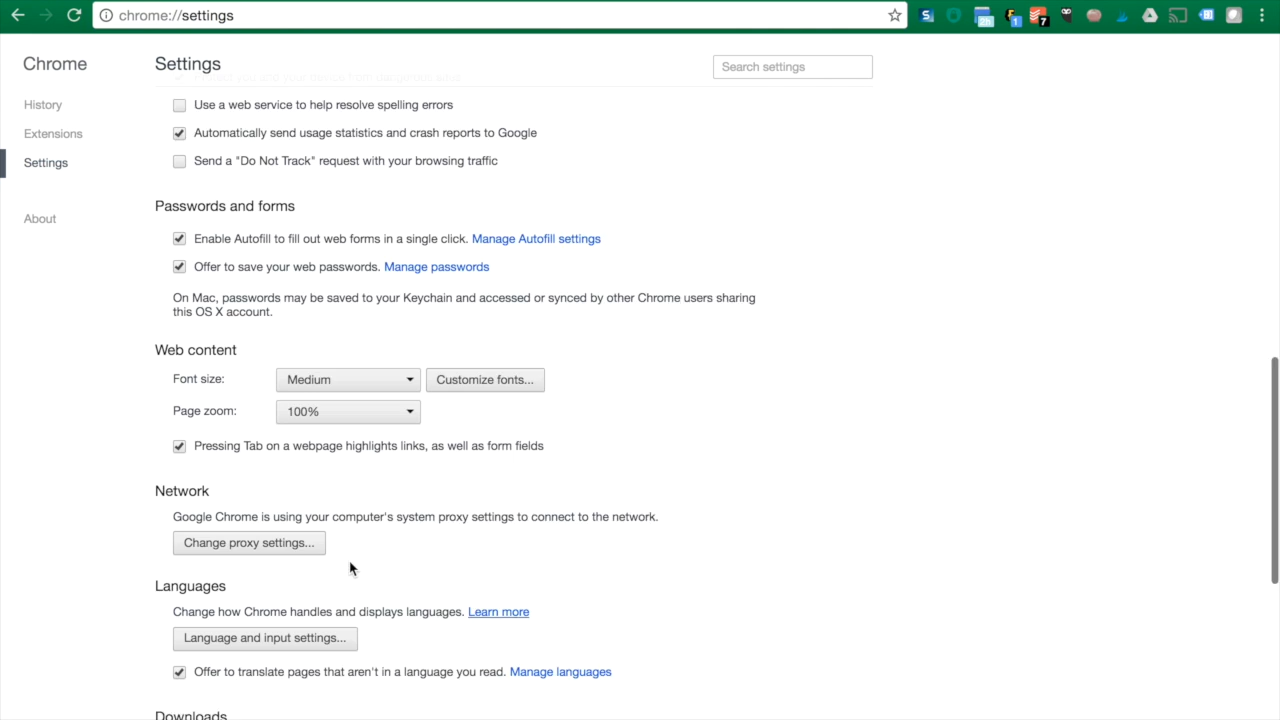 chrome://settings
2h
1
7
Chrome
Settings
Search settings
History
Extensions
Settings
About
Use a web service to help resolve spelling errors
Automatically send usage statistics and crash reports to Google
Send a "Do Not Track" request with your browsing traffic
Passwords and forms
Enable Autofill to fill out web forms in a single click. Manage Autofill settings
Offer to save your web passwords. Manage passwords
On Mac, passwords may be saved to your Keychain and accessed or synced by other Chrome users sharing
this OS X account.
Web content
Font size: Medium Customize fonts...
Page zoom: 100%
Pressing Tab on a webpage highlights links, as well as form fields
Network
Google Chrome is using your computer's system proxy settings to connect to the network.
Change proxy settings...
Languages
Change how Chrome handles and displays languages. Learn more
Language and input settings...
Offer to translate pages that aren't in a language you read. Manage languages
Downloads